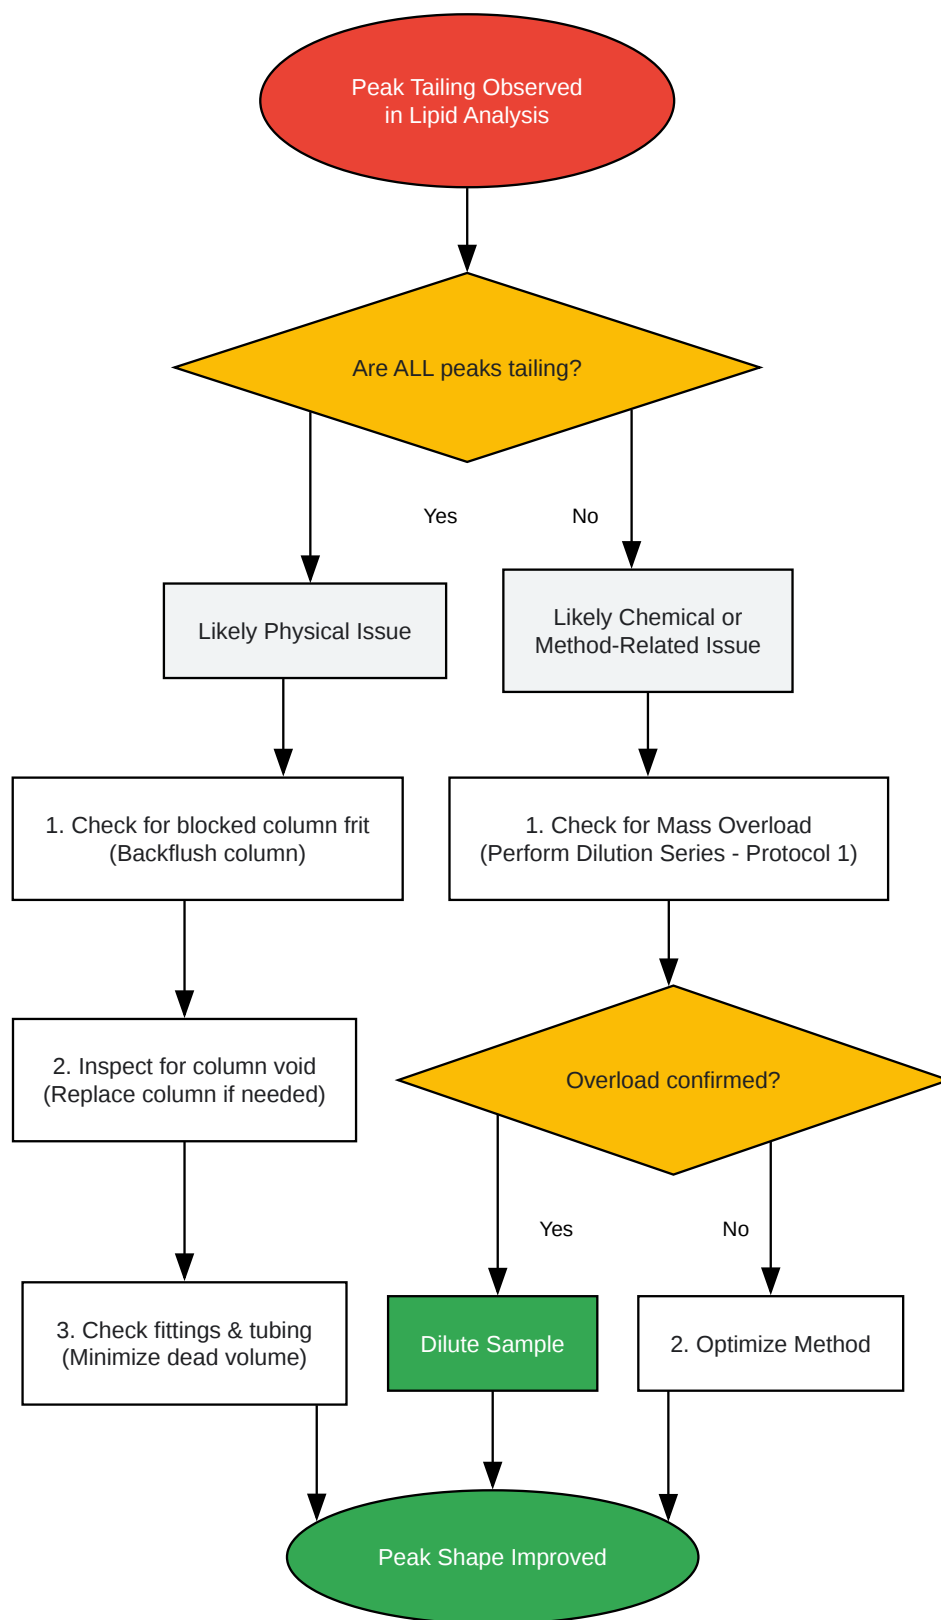 Peak Tailing Observed
in Lipid Analysis
Are ALL peaks tailing?
Yes
No
Likely Physical Issue
Likely Chemical or
Method-Related Issue
1. Check for blocked column frit
(Backflush column)
1. Check for Mass Overload
(Perform Dilution Series - Protocol 1)
2. Inspect for column void
(Replace column if needed)
Overload confirmed?
Yes
No
3. Check fittings & tubing
(Minimize dead volume)
Dilute Sample
2. Optimize Method
Peak Shape Improved